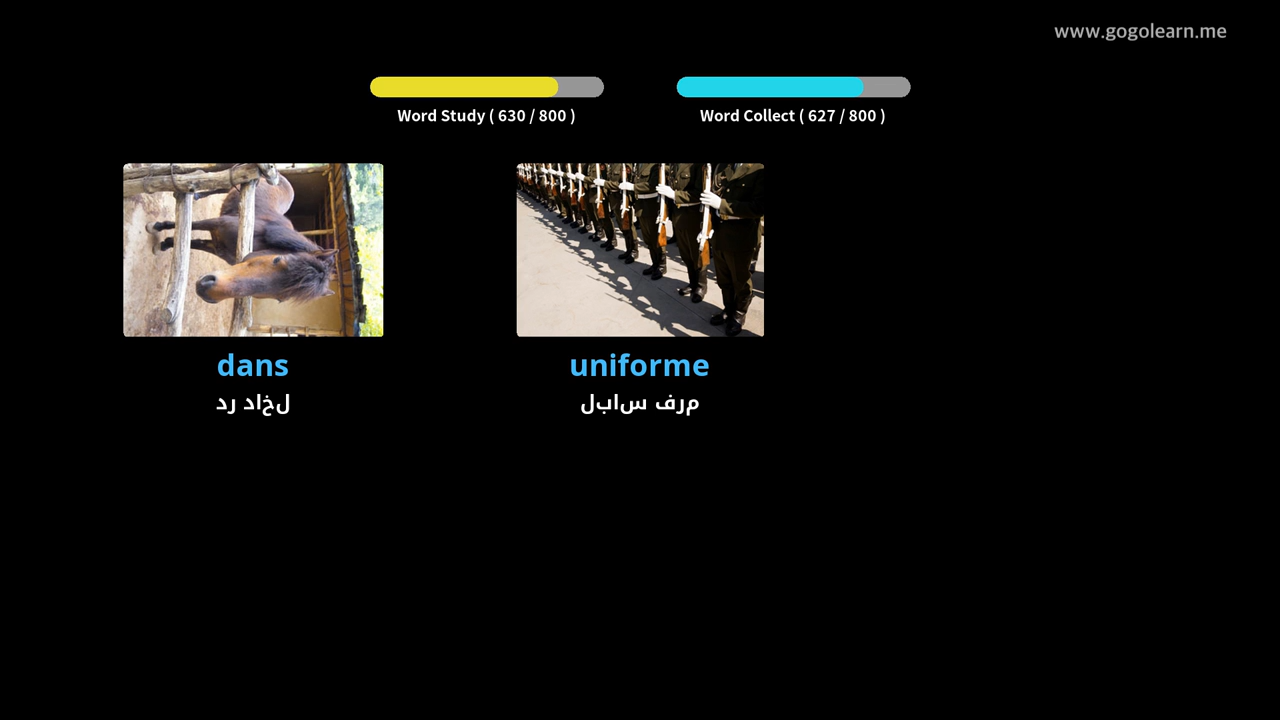 www.gogolearn.me
Word Study ( 630 / 800 )
Word Collect ( 627 / 800 )
dans
لخاد رد
uniforme
مرف سابل